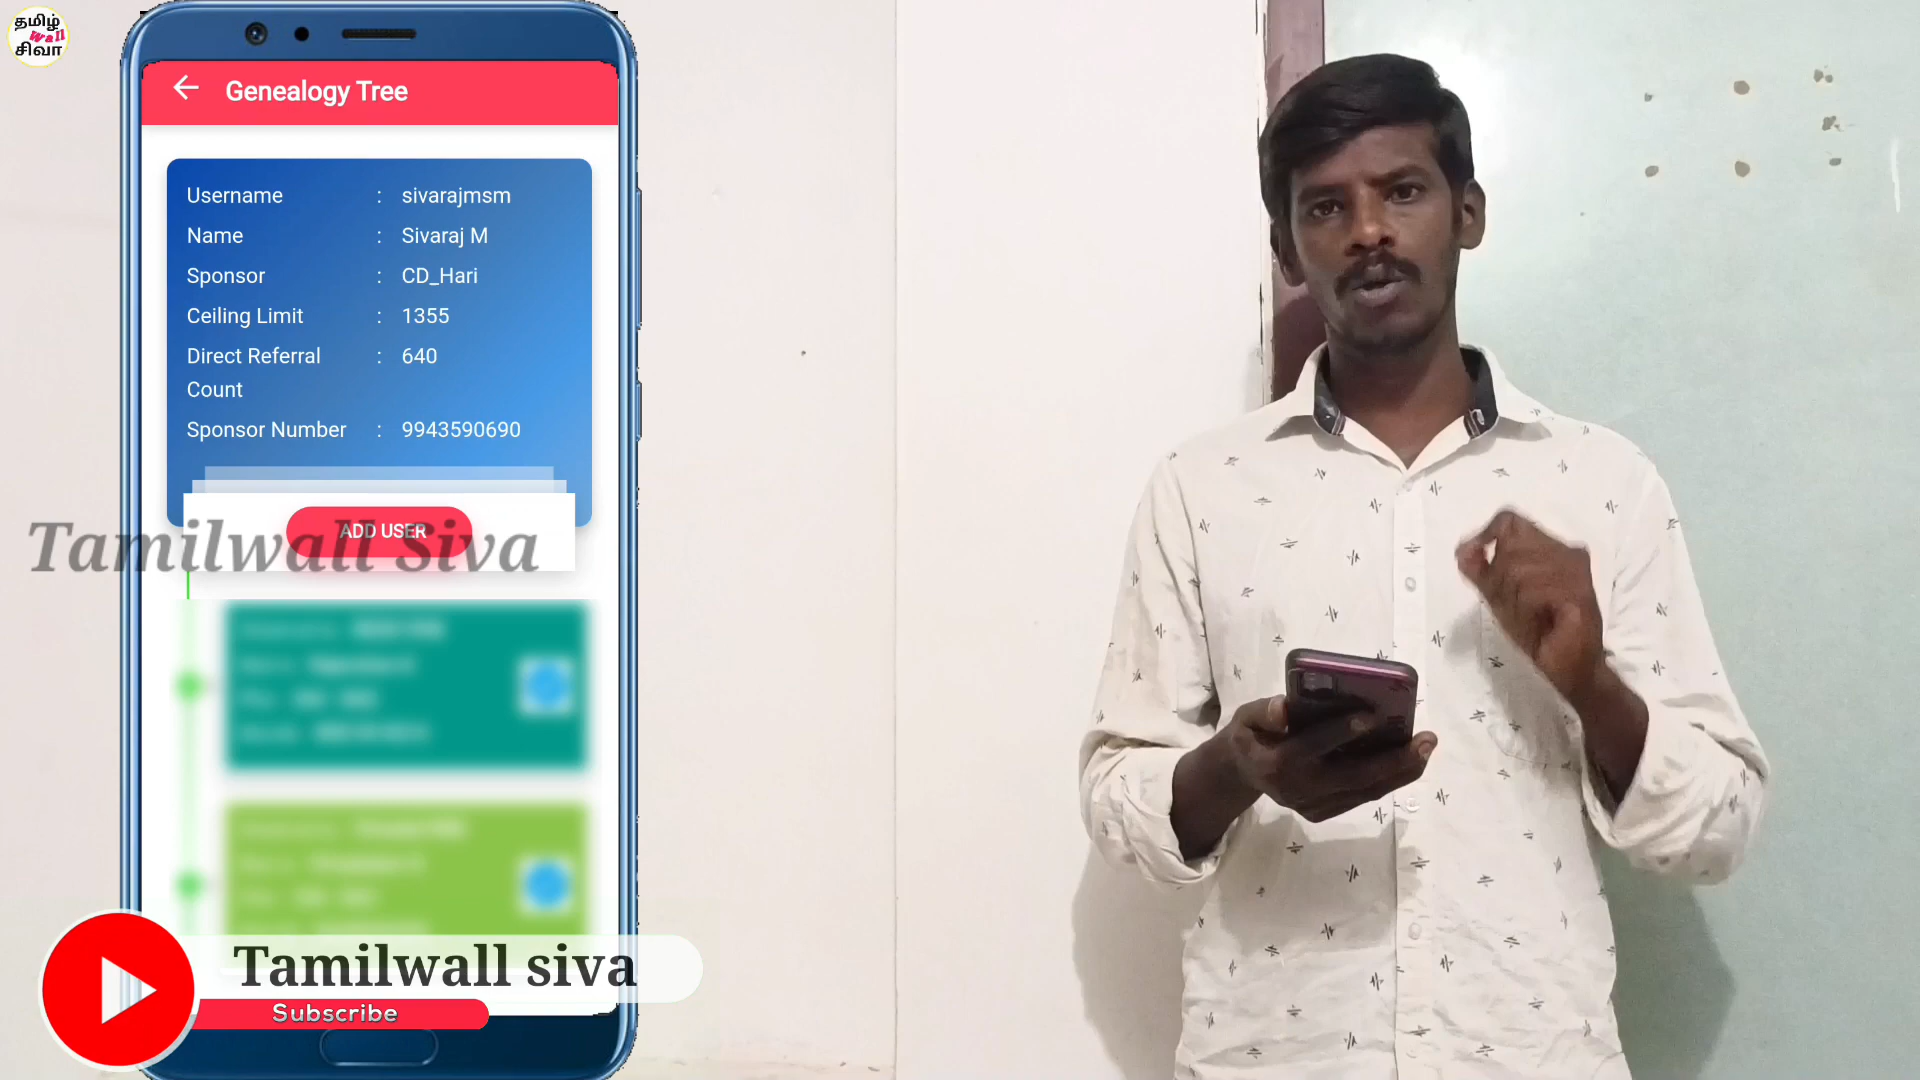 தமிழ்
wall
சிவா
Genealogy Tree
Username : sivarajmsm
Name : Sivaraj M
Sponsor : CD_Hari
Ceiling Limit : 1355
Direct Referral : 640
Count
Sponsor Number : 9943590690
ADD USER
Tamilwall Siva
Tamilwall siva
Subscribe